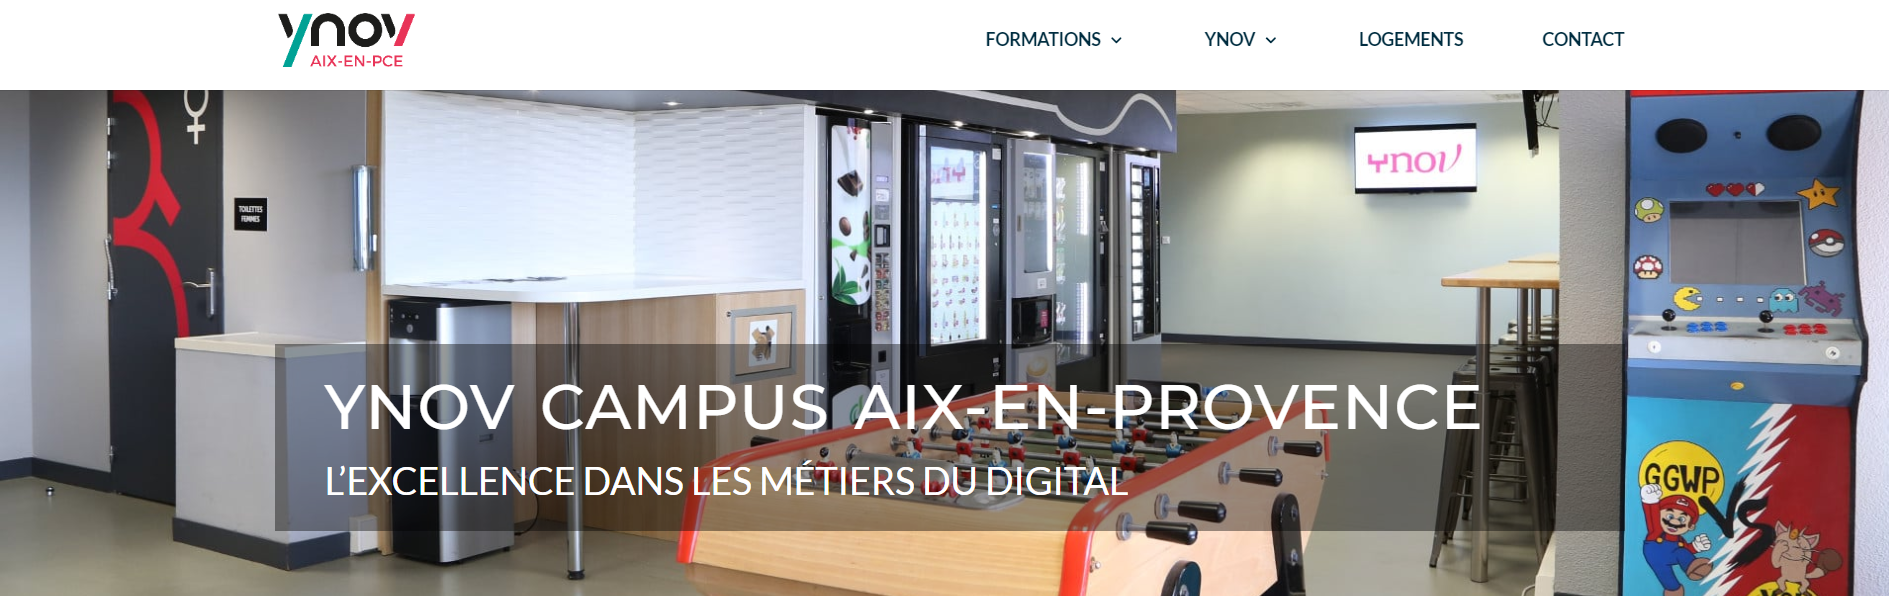 ynov
AIX-EN-PCE
FORMATIONS
YNOV
LOGEMENTS
CONTACT
TOILETTES
FEMMES
YNOV
GGWP
VS
YNOV CAMPUS AIX-EN-PROVENCE
L'EXCELLENCE DANS LES MÉTIERS DU DIGITAL